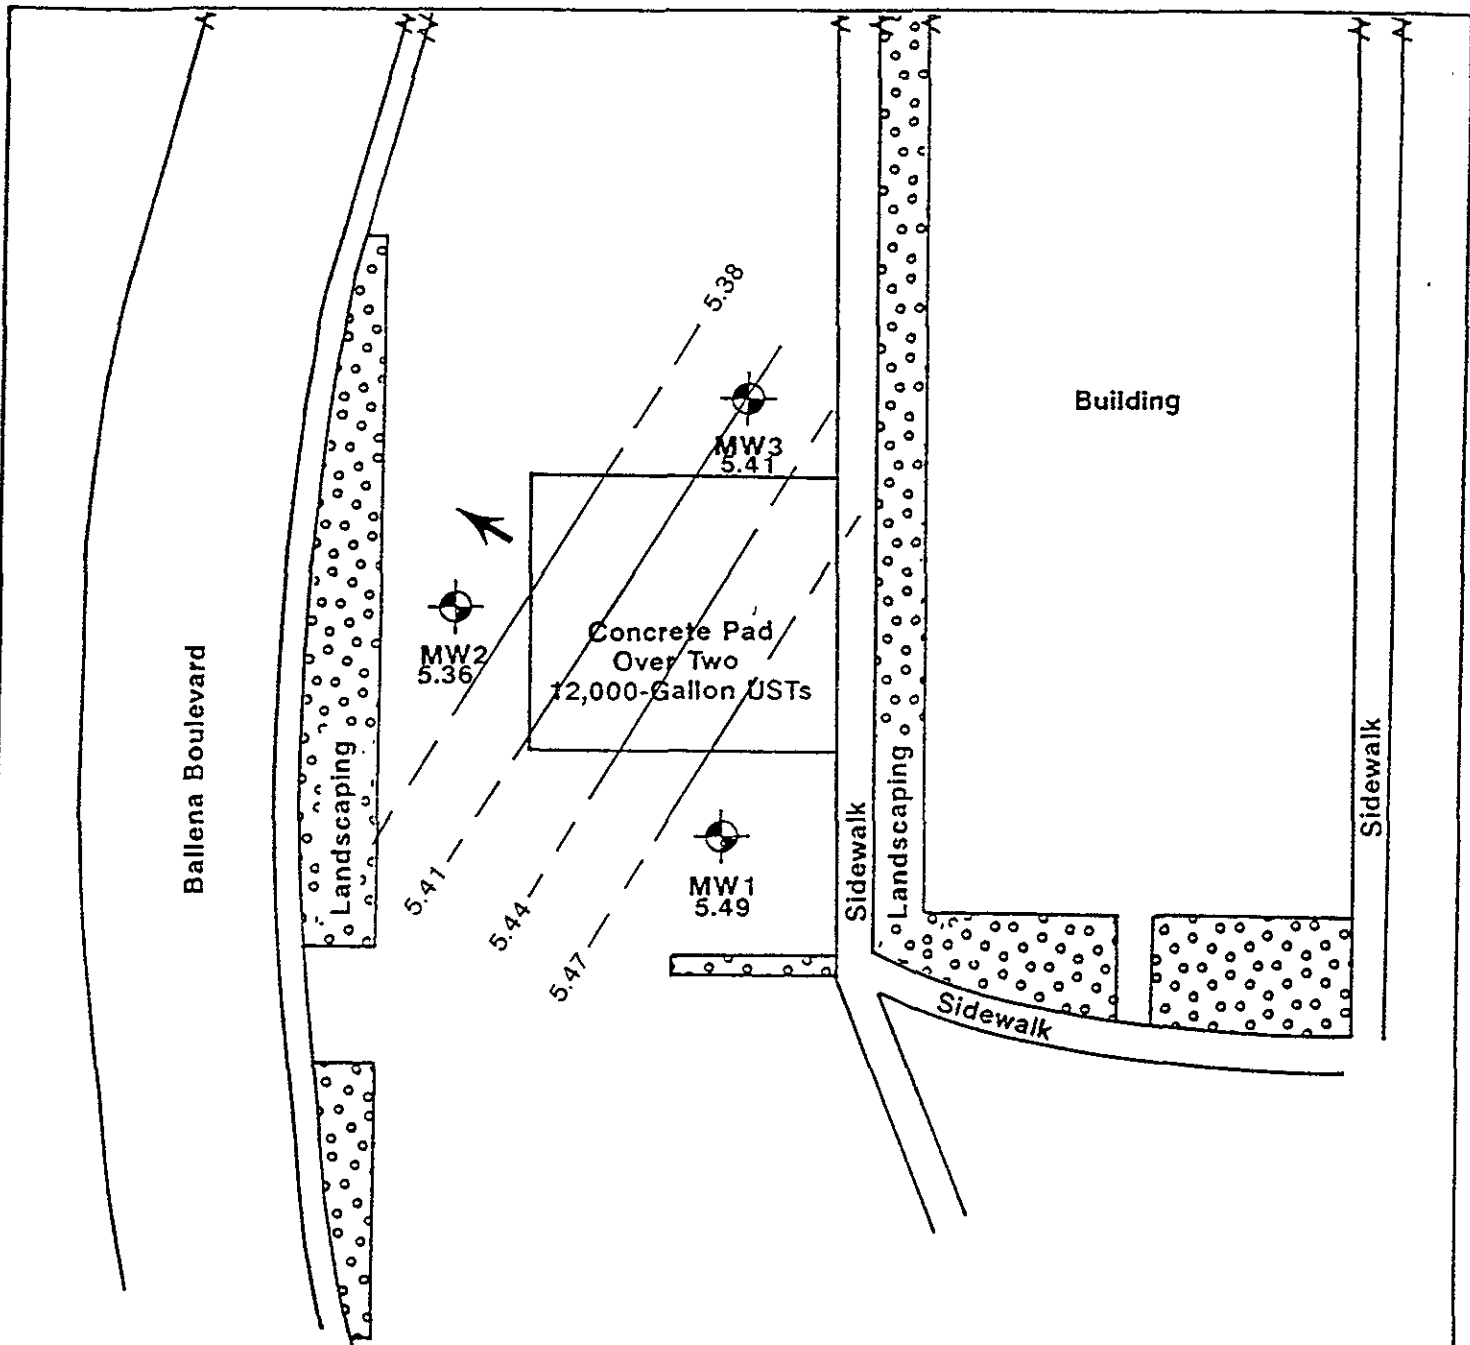 5.38
Building
MW3
5.41
Concrete Pad
Over Two
12,000-Gallon USTs
MW2
5.36
Ballena Boulevard
Landscaping
5.41
5.44
5.47
MW1
5.49
Sidewalk
Landscaping
Sidewalk
Sidewalk